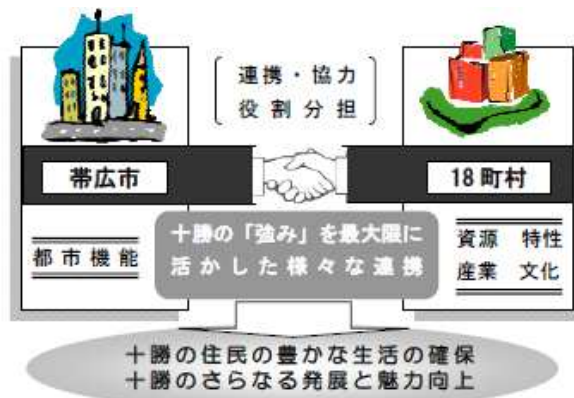 連携・協力
役割分担
帯広市
18町村
十勝の「強み」を最大限に
活かした様々な連携
都市機能
資源 特性
産業 文化
十勝の住民の豊かな生活の確保
十勝のさらなる発展と魅力向上